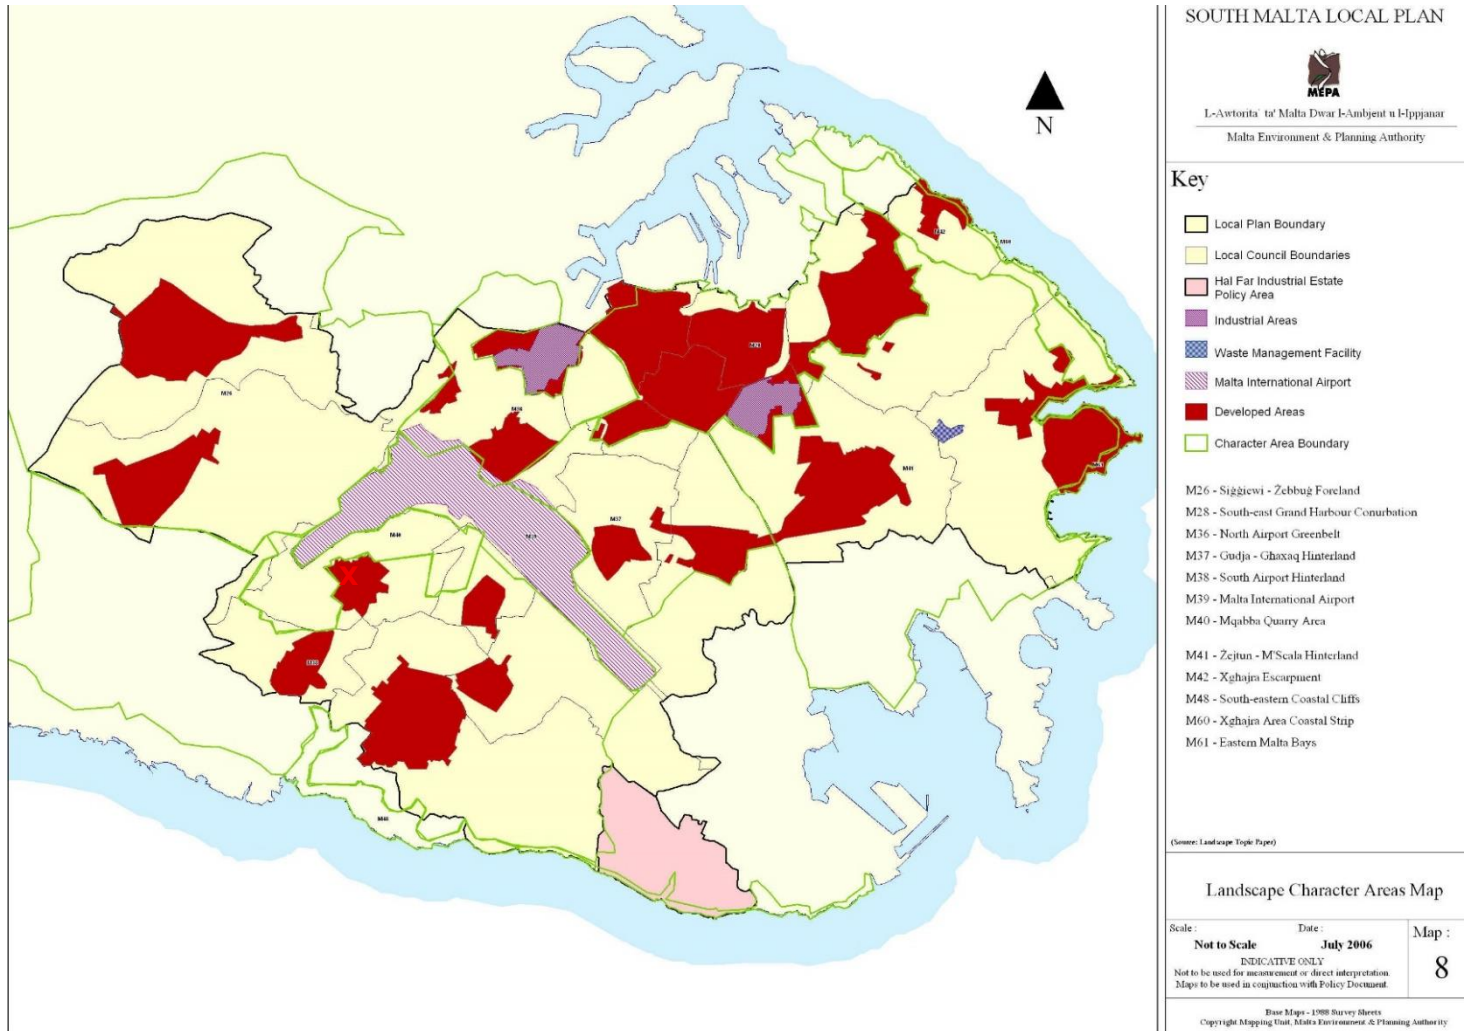 SOUTH MALTA LOCAL PLAN
MEPA
L-Awtorita' ta' Malta Dwar l-Ambjent u l-Ippjanar
Malta Environment & Planning Authority
N
Key
Local Plan Boundary
Local Council Boundaries
Hal Far Industrial Estate
Policy Area
Industrial Areas
Waste Management Facility
Malta International Airport
Developed Areas
Character Area Boundary
M26 - Siġġiewi - Żebbuġ Foreland
M28 - South-east Grand Harbour Conurbation
M36 - North Airport Greenbelt
M37 - Gudja - Għaxaq Hinterland
M38 - South Airport Hinterland
M39 - Malta International Airport
M40 - Mqabba Quarry Area
M41 - Żejtun - M'Scala Hinterland
M42 - Xghajra Escarpment
M48 - South-eastern Coastal Cliffs
M60 - Xghajra Area Coastal Strip
M61 - Eastern Malta Bays
(Source: Landscape Topic Paper)
Landscape Character Areas Map
Scale :
Not to Scale
Date :
July 2006
Map :
8
INDICATIVE ONLY
Not to be used for measurement or direct interpretation.
Maps to be used in conjunction with Policy Document.
Base Maps - 1988 Survey Sheets
Copyright Mapping Unit, Malta Environment & Planning Authority
M26
M37
M40
M48
X